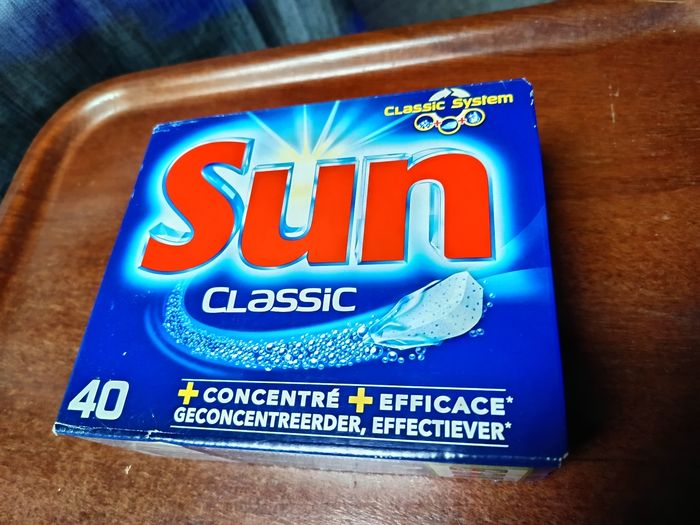 Classic System
Sun
Classic
40
+ CONCENTRÉ + EFFICACE*
GECONCENTREERDER, EFFECTIEVER*